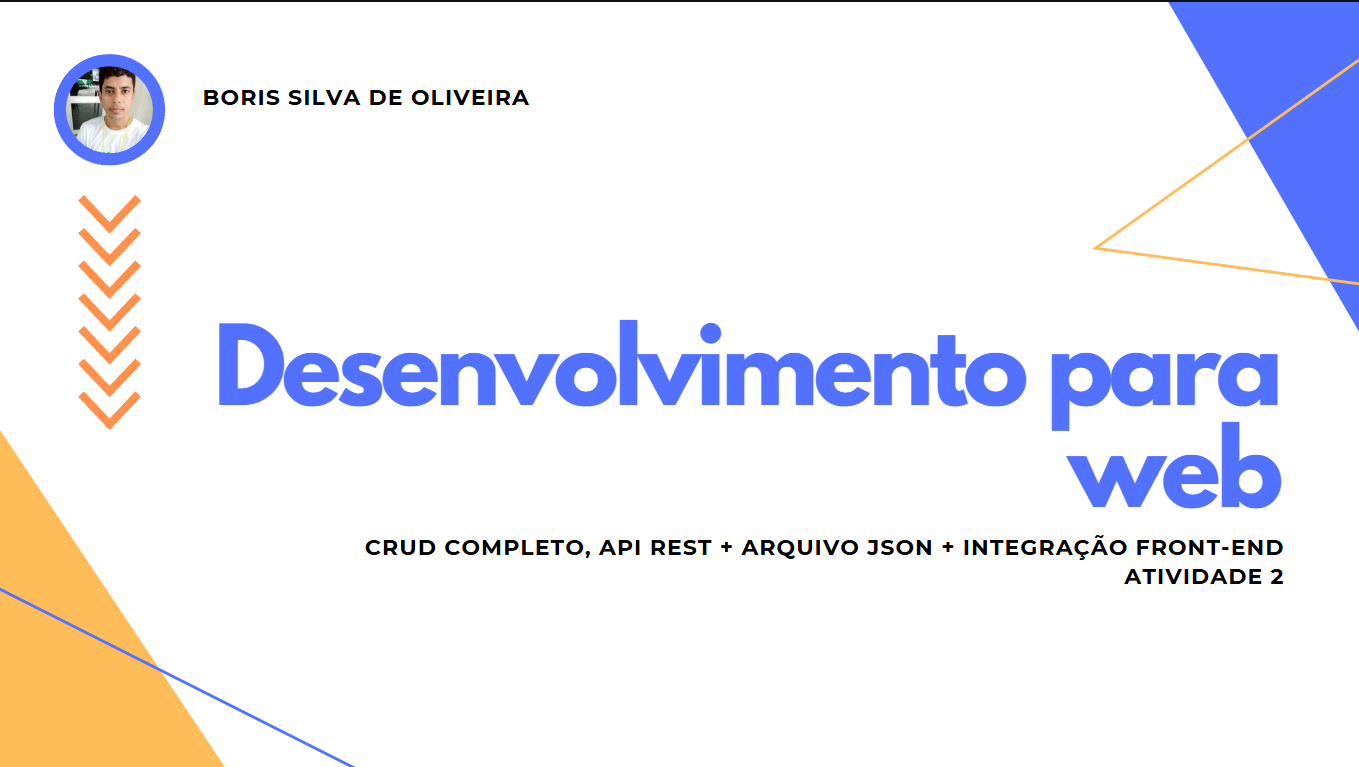 BORIS SILVA DE OLIVEIRA
Desenvolvimento para
web
CRUD COMPLETO, API REST + ARQUIVO JSON + INTEGRAÇÃO FRONT-END
ATIVIDADE 2